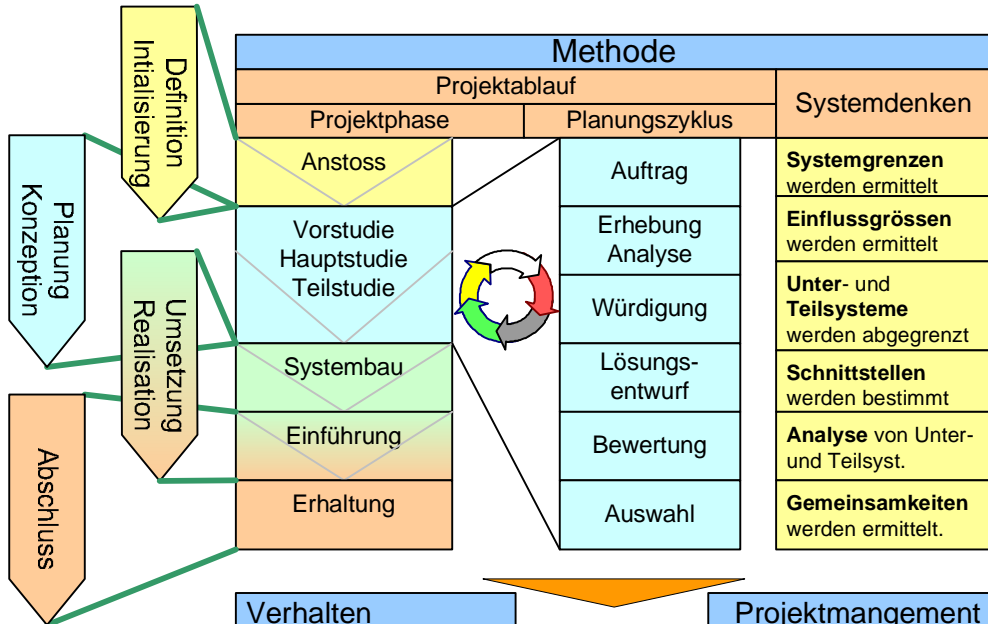 Definition
Intialisierung
Planung
Konzeption
Umsetzung
Realisation
Abschluss
Methode
Projektablauf
Systemdenken
Projektphase
Planungszyklus
Anstoss
Vorstudie
Hauptstudie
Teilstudie
Systembau
Einführung
Erhaltung
Auftrag
Erhebung
Analyse
Würdigung
Lösungs-
entwurf
Bewertung
Auswahl
Systemgrenzen
werden ermittelt
Einflussgrössen
werden ermittelt
Unter- und
Teilsysteme
werden abgegrenzt
Schnittstellen
werden bestimmt
Analyse von Unter-
und Teilsyst.
Gemeinsamkeiten
werden ermittelt.
Verhalten
Projektmangement